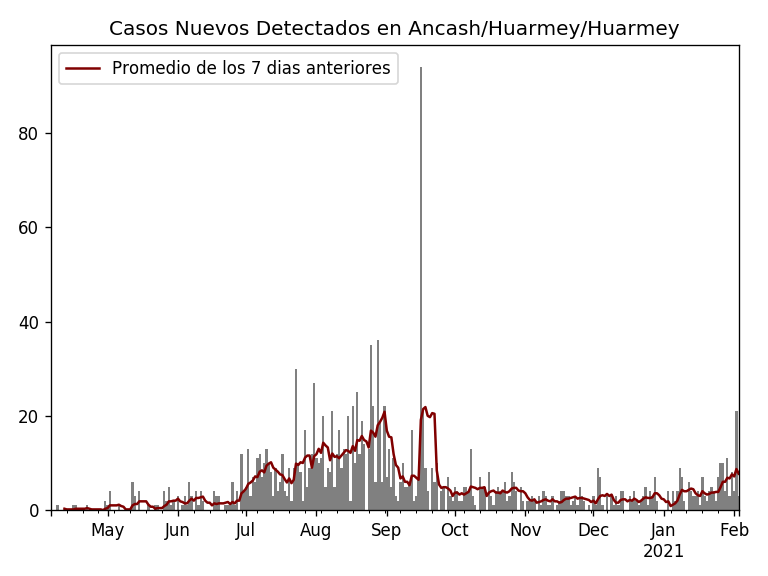 Casos Nuevos Detectados en Ancash/Huarmey/Huarmey
Promedio de los 7 dias anteriores
80
60
40
20
0
May Jun Jul Aug Sep Oct Nov Dec Jan Feb
2021